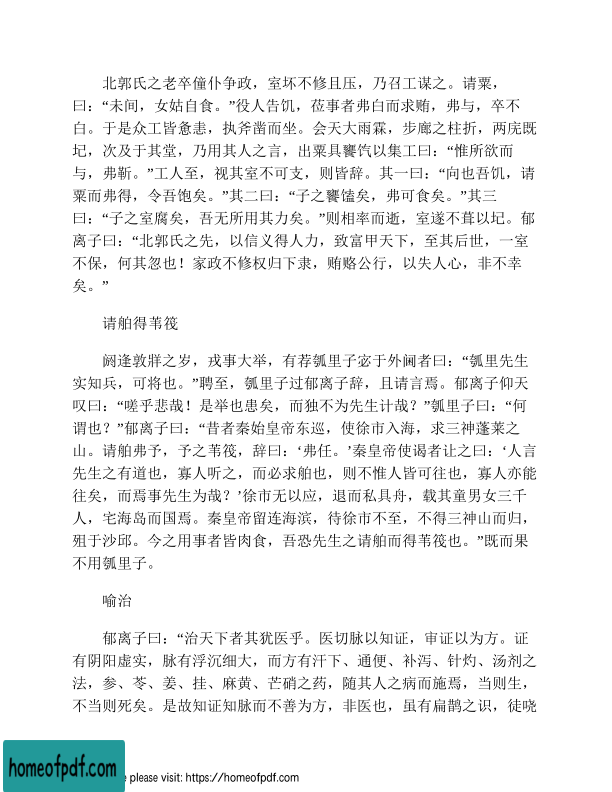 北郭氏之老卒僮仆争政，室坏不修且压，乃召工谋之。请粟，
曰：“未间，女姑自食。”役人告饥，莅事者弗白而求贿，弗与，卒不
白。于是众工皆惫恚，执斧凿而坐。会天大雨霖，步廊之柱折，两庑既
圮，次及于其堂，乃用其人之言，出粟具饔饩以集工曰：“惟所欲而
与，弗靳。”工人至，视其室不可支，则皆辞。其一曰：“向也吾饥，请
粟而弗得，令吾饱矣。”其二曰：“子之饔馌矣，弗可食矣。”其三
曰：“子之室腐矣，吾无所用其力矣。”则相率而逝，室遂不葺以圮。郁
离子曰：“北郭氏之先，以信义得人力，致富甲天下，至其后世，一室
不保，何其忽也！家政不修权归下隶，贿赂公行，以失人心，非不幸
矣。”
请舶得苇筏
阏逢敦牂之岁，戎事大举，有荐瓠里子宓于外阃者曰：“瓠里先生
实知兵，可将也。”聘至，瓠里子过郁离子辞，且请言焉。郁离子仰天
叹曰：“嗟乎悲哉！是举也患矣，而独不为先生计哉？”瓠里子曰：“何
谓也？”郁离子曰：“昔者秦始皇帝东巡，使徐市入海，求三神蓬莱之
山。请舶弗予，予之苇筏，辞曰：‘弗任。’秦皇帝使谒者让之曰：‘人言
先生之有道也，寡人听之，而必求舶也，则不惟人皆可往也，寡人亦能
往矣，而焉事先生为哉？’徐市无以应，退而私具舟，载其童男女三千
人，宅海岛而国焉。秦皇帝留连海滨，待徐市不至，不得三神山而归，
殂于沙邱。今之用事者皆肉食，吾恐先生之请舶而得苇筏也。”既而果
不用瓠里子。
喻治
郁离子曰：“治天下者其犹医乎。医切脉以知证，审证以为方。证
有阴阳虚实，脉有浮沉细大，而方有汗下、通便、补泻、针灼、汤剂之
法，参、苓、姜、挂、麻黄、芒硝之药，随其人之病而施焉，当则生，
不当则死矣。是故知证知脉而不善为方，非医也，虽有扁鹊之识，徒哓
homeofpdf.com
e please visit: https://homeofpdf.com